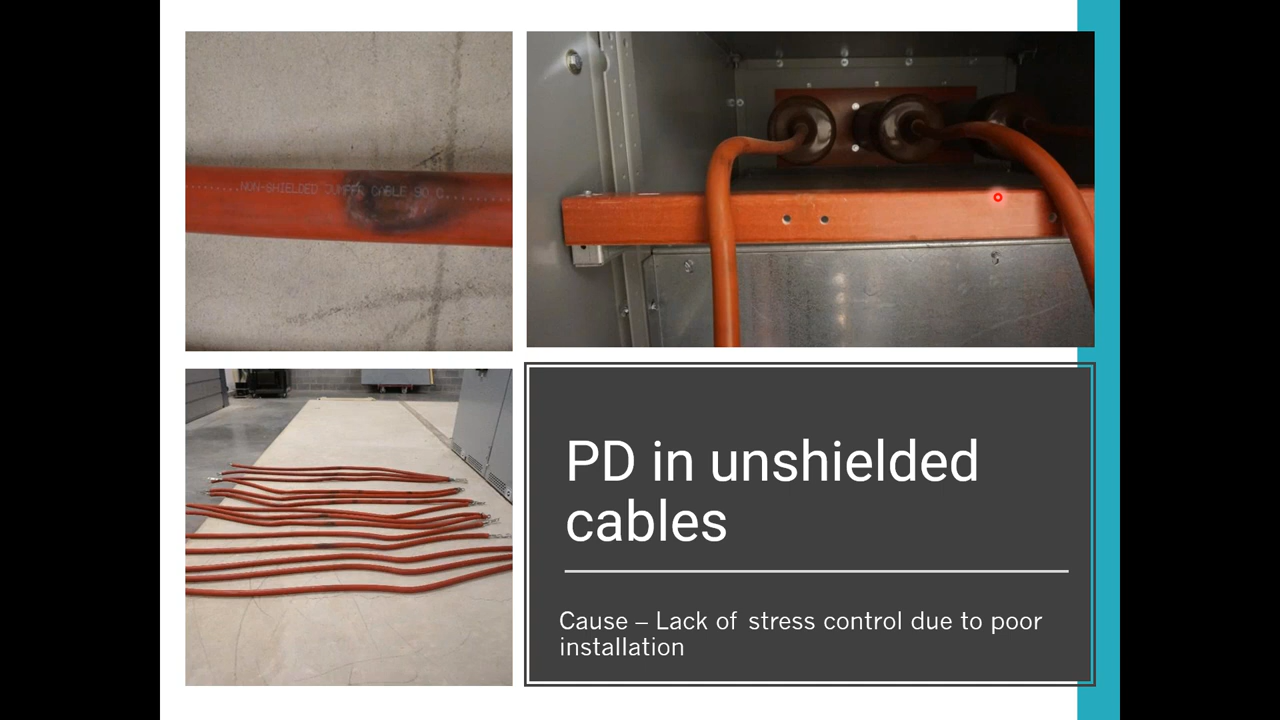 NON-SHIELDED JUMPER CABLE 90 C
PD in unshielded
cables
Cause – Lack of stress control due to poor
installation